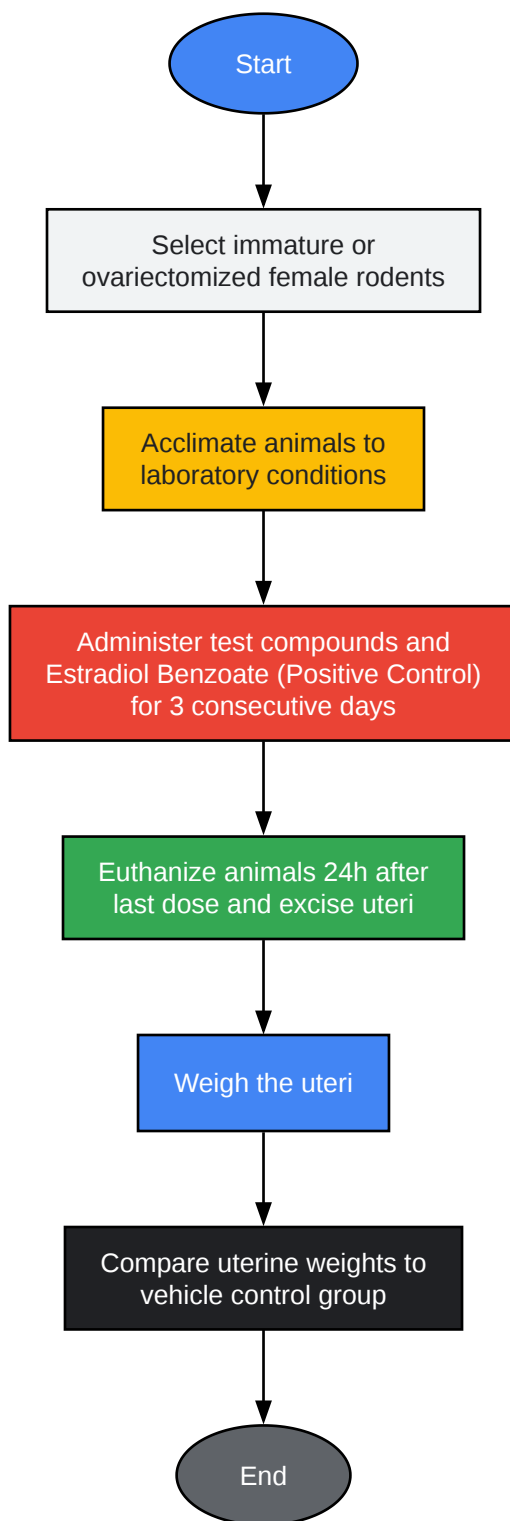 Start
Select immature or
ovariectomized female rodents
Acclimate animals to
laboratory conditions
Administer test compounds and
Estradiol Benzoate (Positive Control)
for 3 consecutive days
Euthanize animals 24h after
last dose and excise uteri
Weigh the uteri
Compare uterine weights to
vehicle control group
End